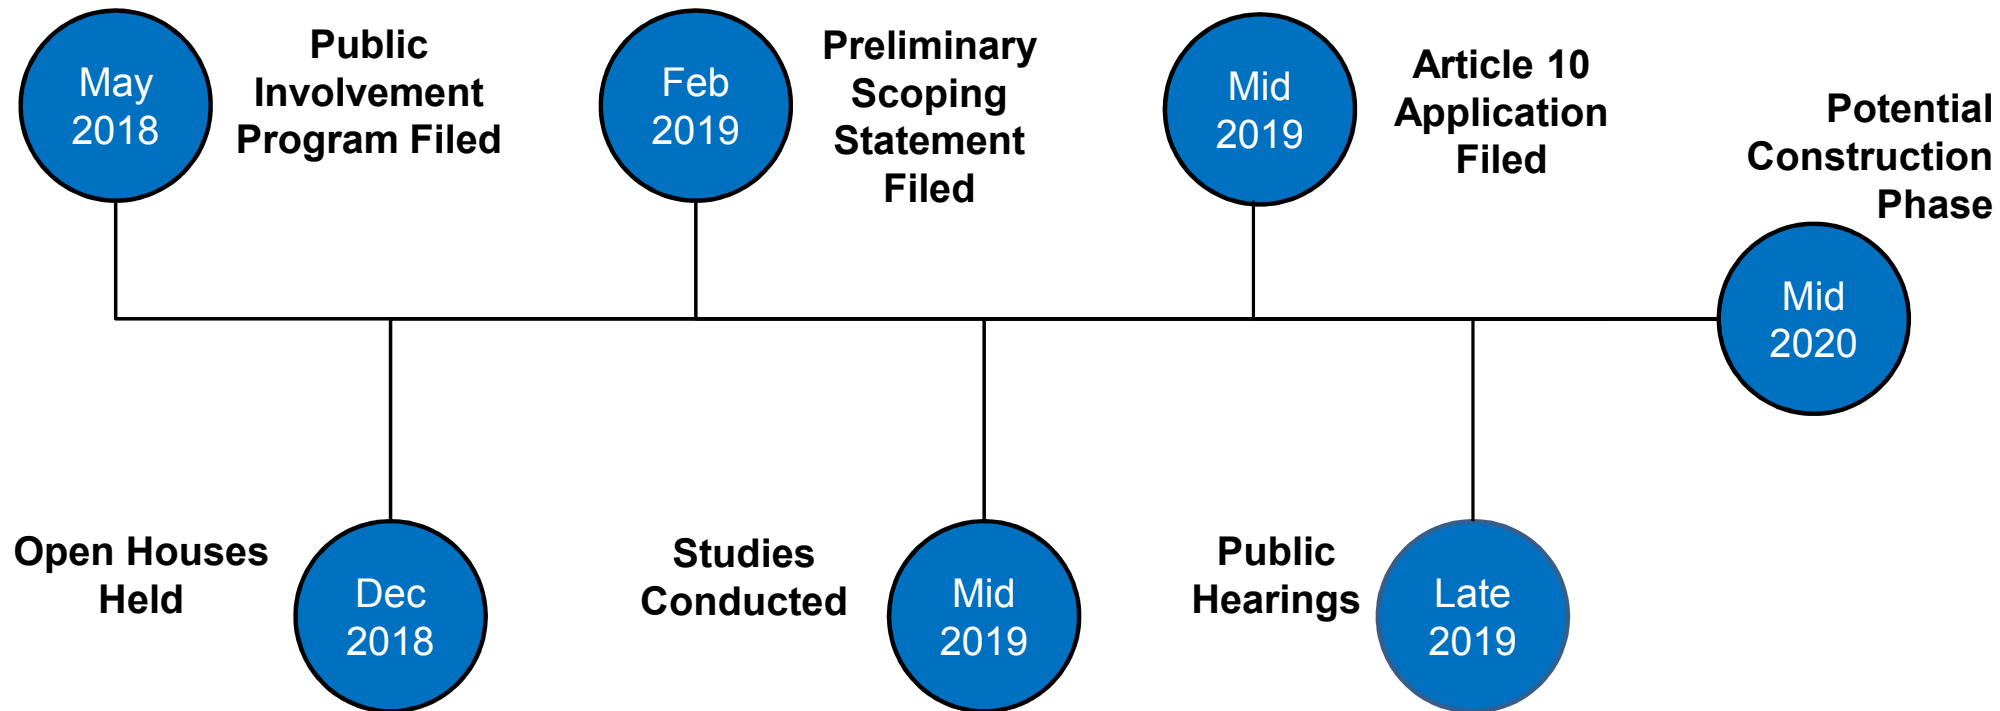 May
2018
Public
Involvement
Program Filed
Feb
2019
Preliminary
Scoping
Statement
Filed
Mid
2019
Article 10
Application
Filed
Potential
Construction
Phase
Mid
2020
Open Houses
Held
Dec
2018
Studies
Conducted
Mid
2019
Public
Hearings
Late
2019